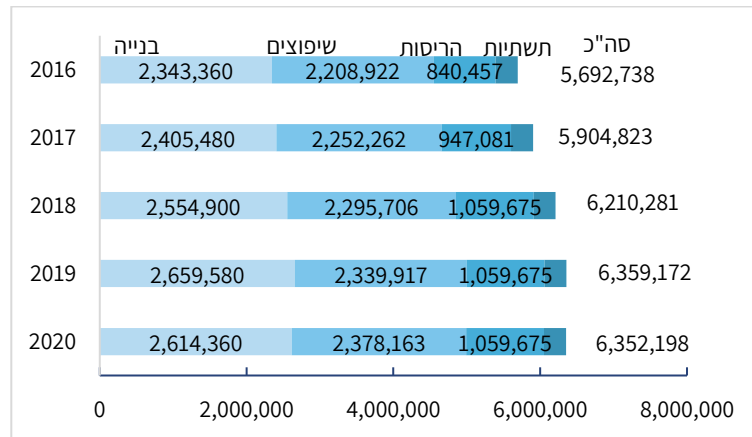 בנייה שיפוצים הריסות תשתיות סה"כ
2016 2,343,360 2,208,922 840,457 5,692,738
2017 2,405,480 2,252,262 947,081 5,904,823
2018 2,554,900 2,295,706 1,059,675 6,210,281
2019 2,659,580 2,339,917 1,059,675 6,359,172
2020 2,614,360 2,378,163 1,059,675 6,352,198
0 2,000,000 4,000,000 6,000,000 8,000,000